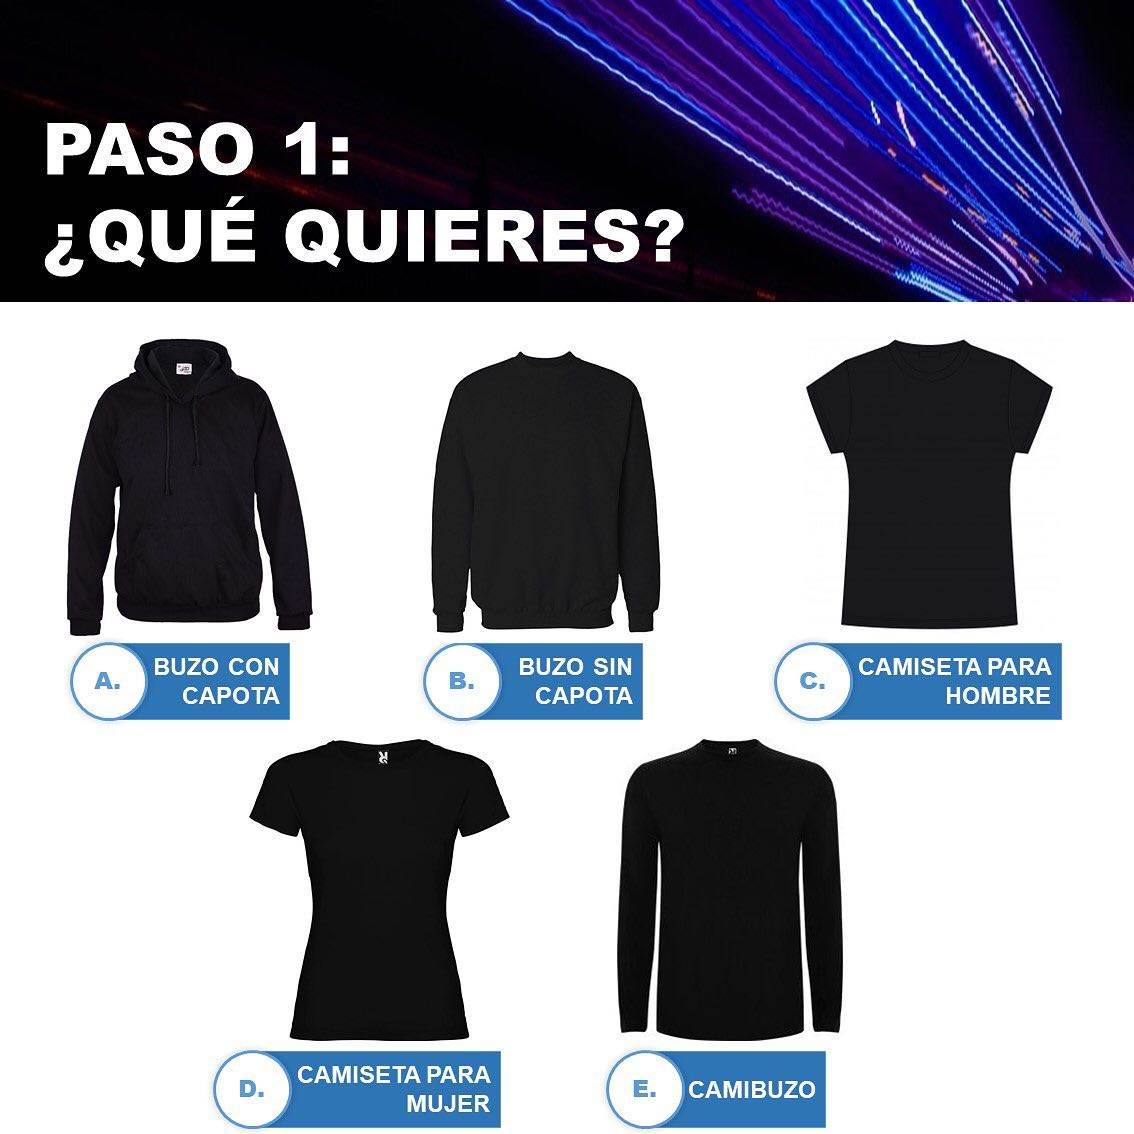 PASO 1:
¿QUÉ QUIERES?
A.
BUZO CON
CAPOTA
B.
BUZO SIN
CAPOTA
C.
CAMISETA PARA
HOMBRE
D.
CAMISETA PARA
MUJER
E.
CAMIBUZO